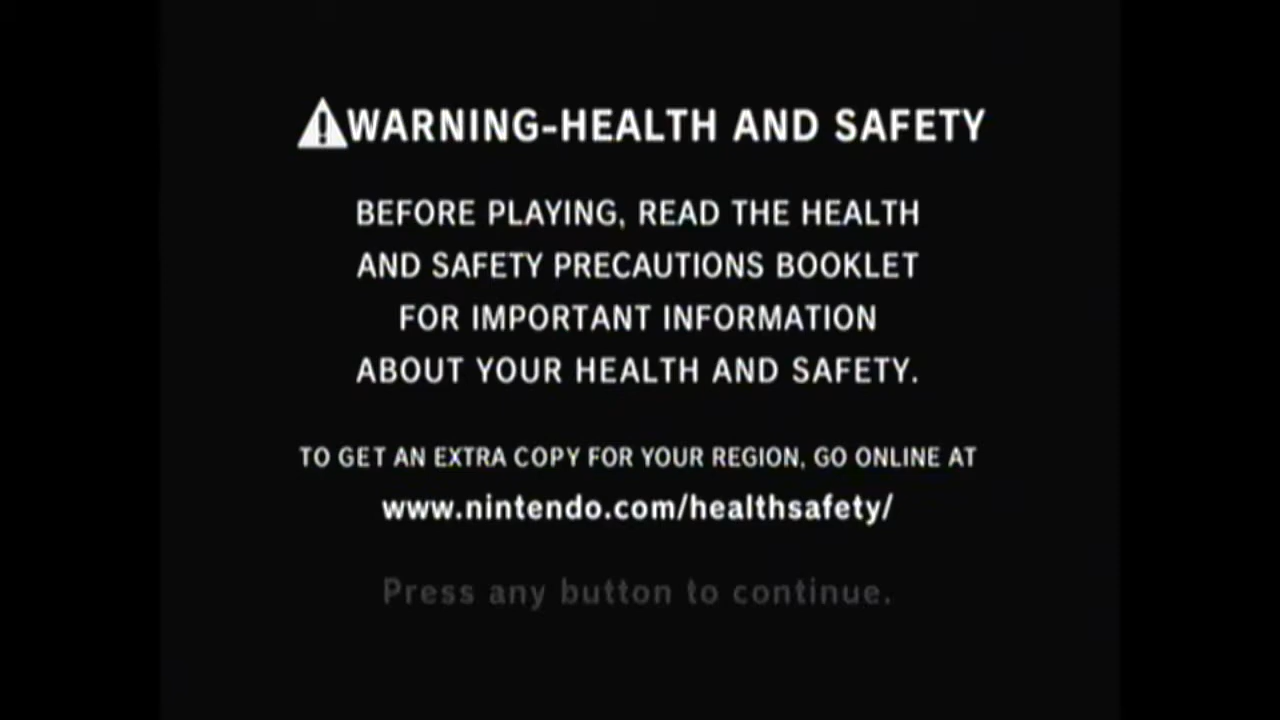 ⚠WARNING-HEALTH AND SAFETY
BEFORE PLAYING, READ THE HEALTH
AND SAFETY PRECAUTIONS BOOKLET
FOR IMPORTANT INFORMATION
ABOUT YOUR HEALTH AND SAFETY.
TO GET AN EXTRA COPY FOR YOUR REGION, GO ONLINE AT
www.nintendo.com/healthsafety/
Press any button to continue.